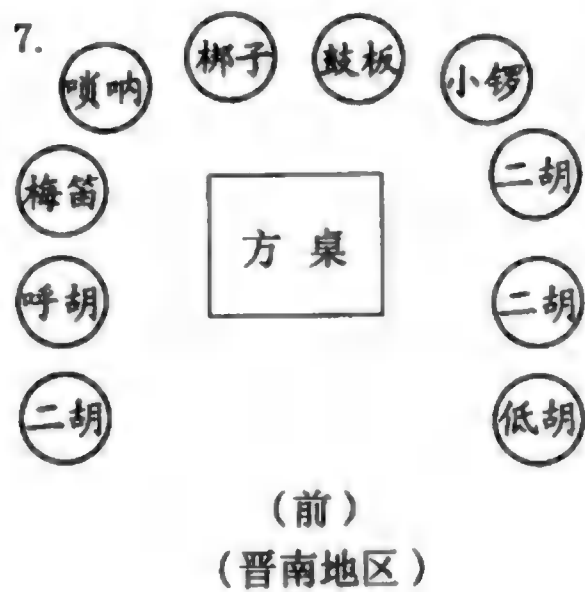 7.
唢呐 梆子 鼓板 小锣
梅笛 二胡
方桌
呼胡 二胡
二胡 低胡
（前）
（晋南地区）